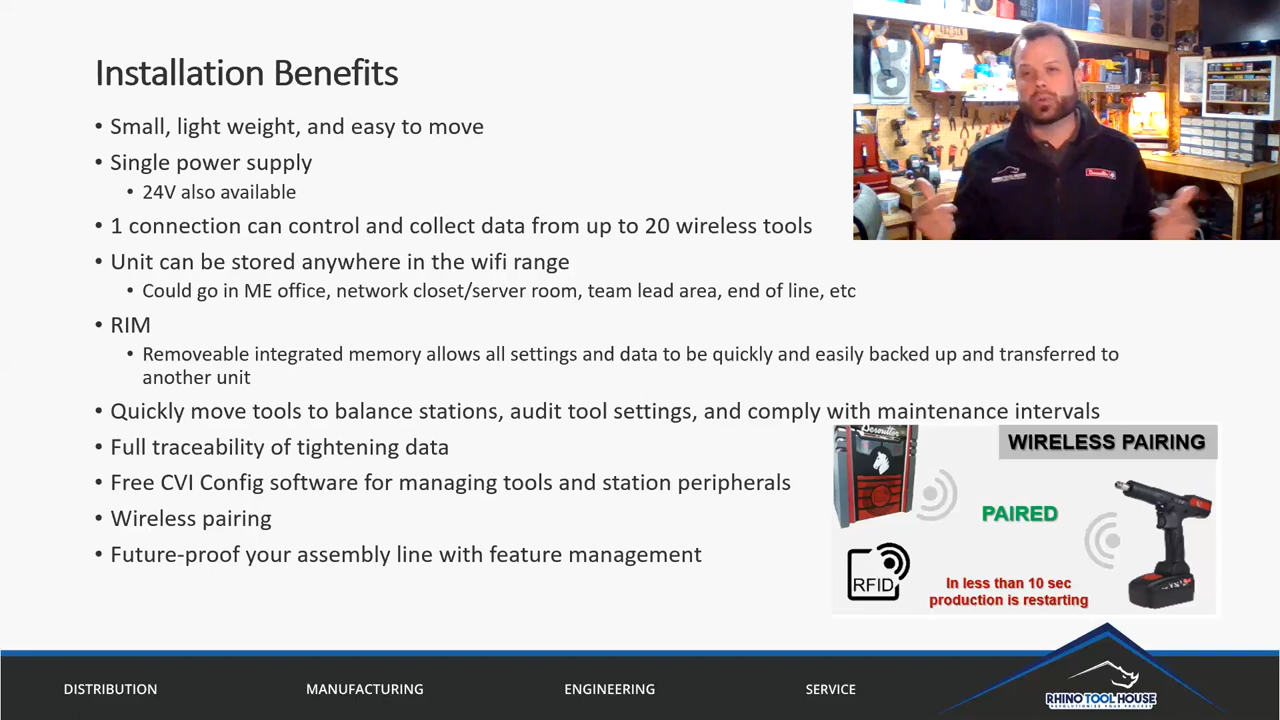 Installation Benefits
• Small, light weight, and easy to move
• Single power supply
• 24V also available
• 1 connection can control and collect data from up to 20 wireless tools
• Unit can be stored anywhere in the wifi range
• Could go in ME office, network closet/server room, team lead area, end of line, etc
• RIM
• Removeable integrated memory allows all settings and data to be quickly and easily backed up and transferred to
another unit
• Quickly move tools to balance stations, audit tool settings, and comply with maintenance intervals
• Full traceability of tightening data
• Free CVI Config software for managing tools and station peripherals
• Wireless pairing
• Future-proof your assembly line with feature management
Desoutter
WIRELESS PAIRING
PAIRED
RFID
In less than 10 sec
production is restarting
DISTRIBUTION
MANUFACTURING
ENGINEERING
SERVICE
RHINO TOOL HOUSE
REVOLUTIONIZE YOUR PROCESS